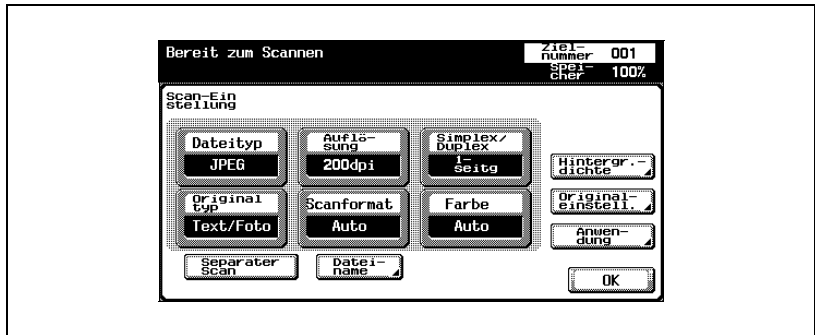 Bereit zum Scannen
Ziel-
nummer 001
Spei-
cher 100%
Scan-Ein
stellung
Dateityp
JPEG
Auflö-
sung
200dpi
Simplex/
Duplex
1-
seitg
Hintergr.-
dichte
Original
typ
Text/Foto
Scanformat
Auto
Farbe
Auto
Original-
einstell.
Anwen-
dung
Separater
Scan
Datei-
name
OK